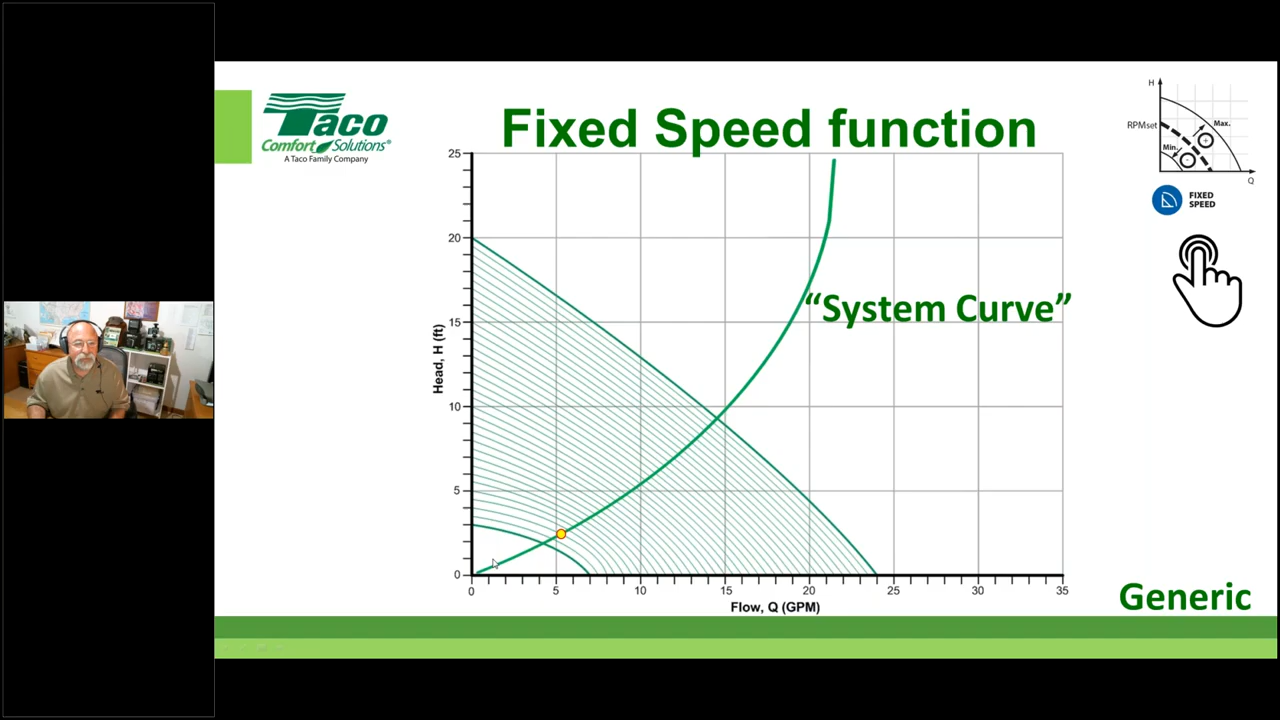 Taco
Comfort Solutions®
A Taco Family Company
Fixed Speed function
H
RPMset
Max.
Min.
Q
FIXED
SPEED
"System Curve"
25
20
15
10
5
0
Head, H (ft)
0 5 10 15 20 25 30 35
Flow, Q (GPM)
Generic